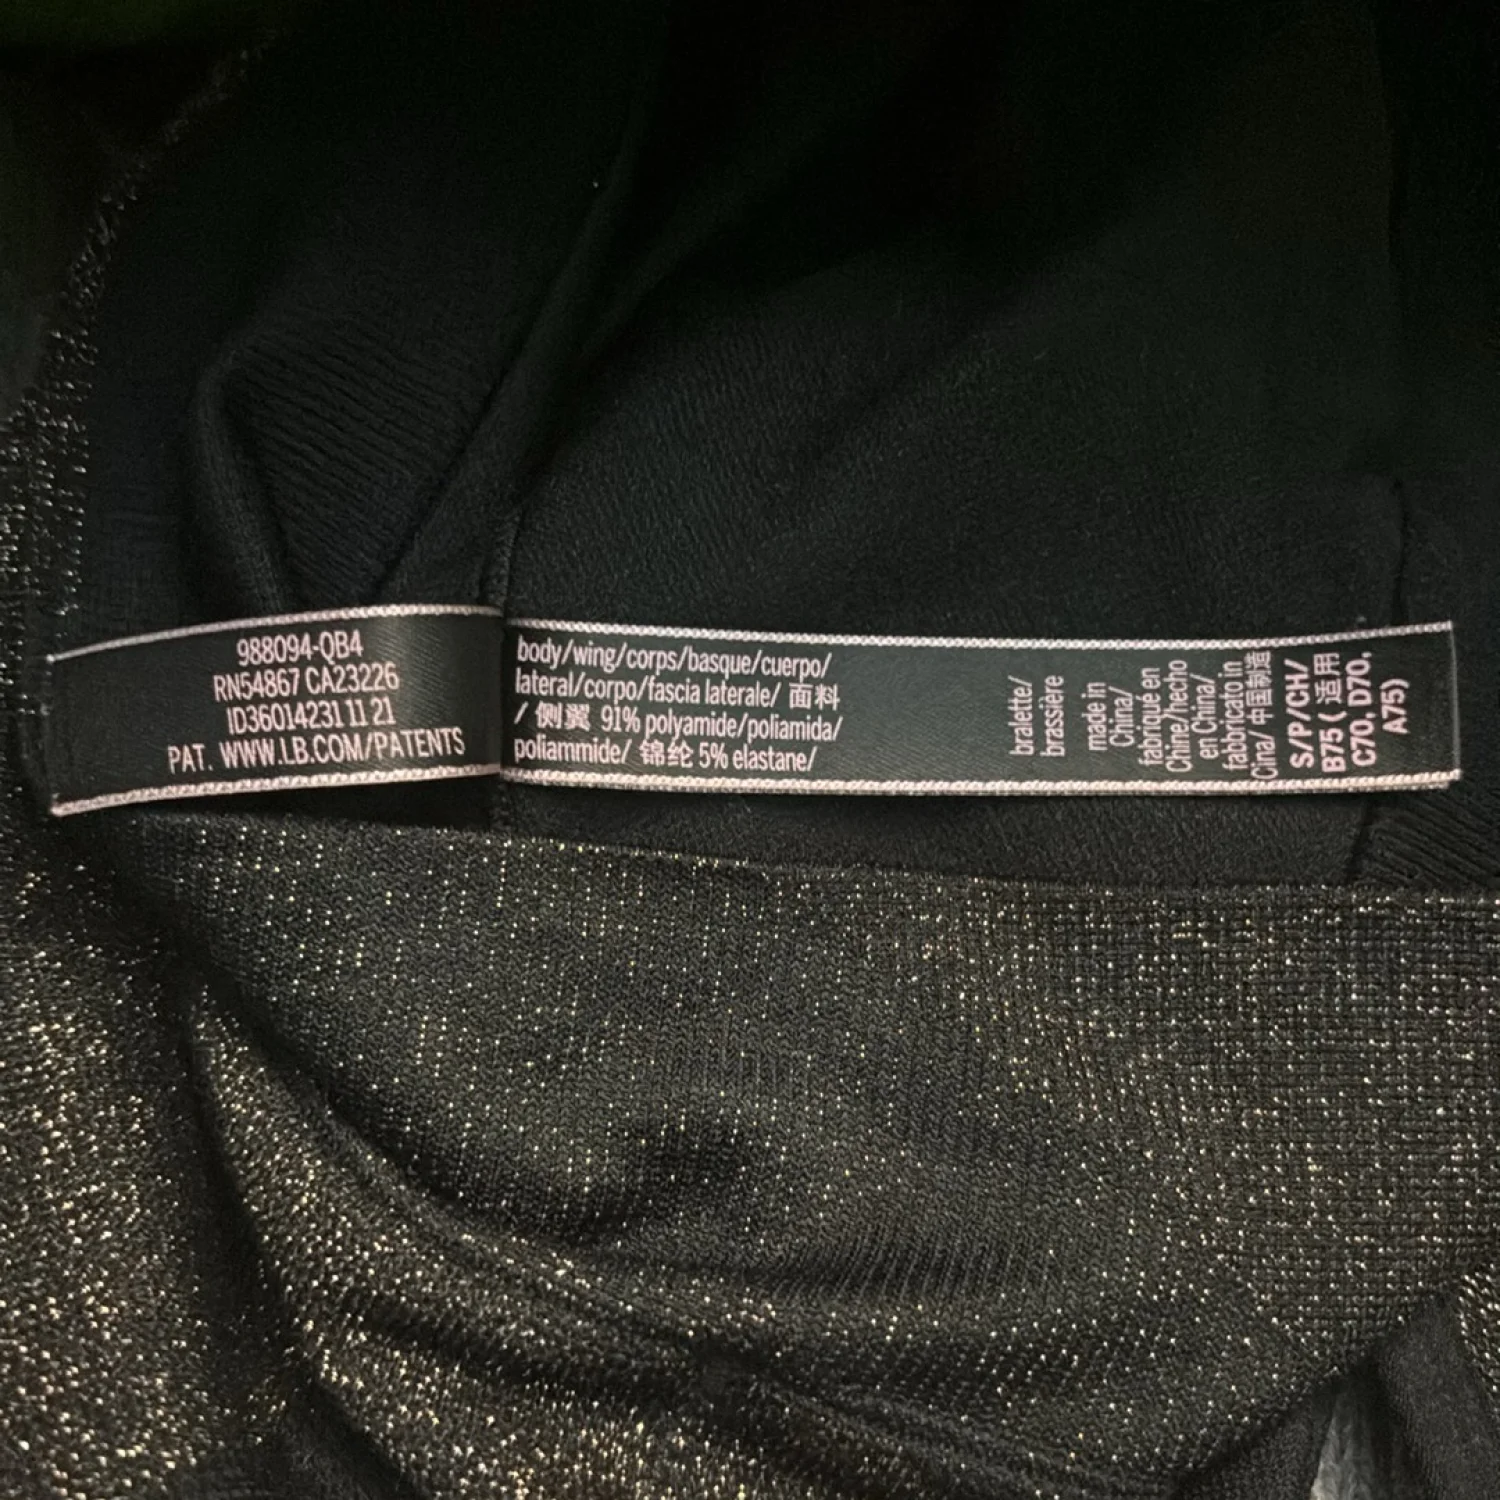 988094-QB4
RN54867 CA23226
ID36014231 11 21
PAT. WWW.LB.COM/PATENTS
body/wing/corps/basque/cuerpo/
lateral/corpo/fascia laterale/ 面料
/ 侧翼 91% polyamide/poliamida/
poliammide/ 锦纶 5% elastane/
bralette/
brassière
made in
China/
fabriqué en
Chine/hecho
en China/
fabbricato in
Cina/ 中国制造
S/P/CH/
B75 ( 适用
C70, D70,
A75)